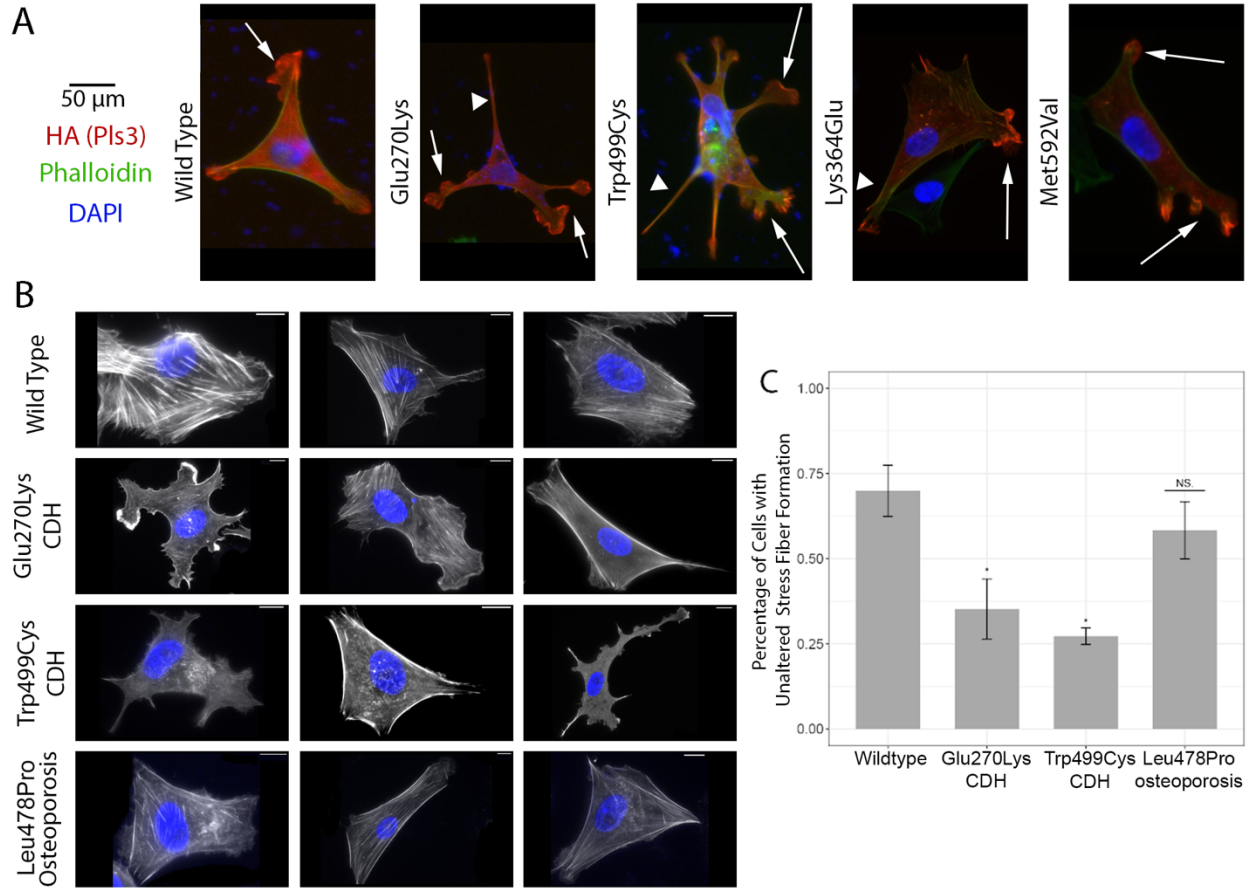 A
50 µm
HA (Pls3)
Phalloidin
DAPI
Wild Type
Glu270Lys
Trp499Cys
Lys364Glu
Met592Val
B
Wild Type
Glu270Lys
CDH
Trp499Cys
CDH
Leu478Pro
Osteoporosis
C
Percentage of Cells with
Unaltered Stress Fiber Formation
1.00
0.75
0.50
0.25
0.00
*
*
NS.
Wildtype
Glu270Lys
CDH
Trp499Cys
CDH
Leu478Pro
osteoporosis